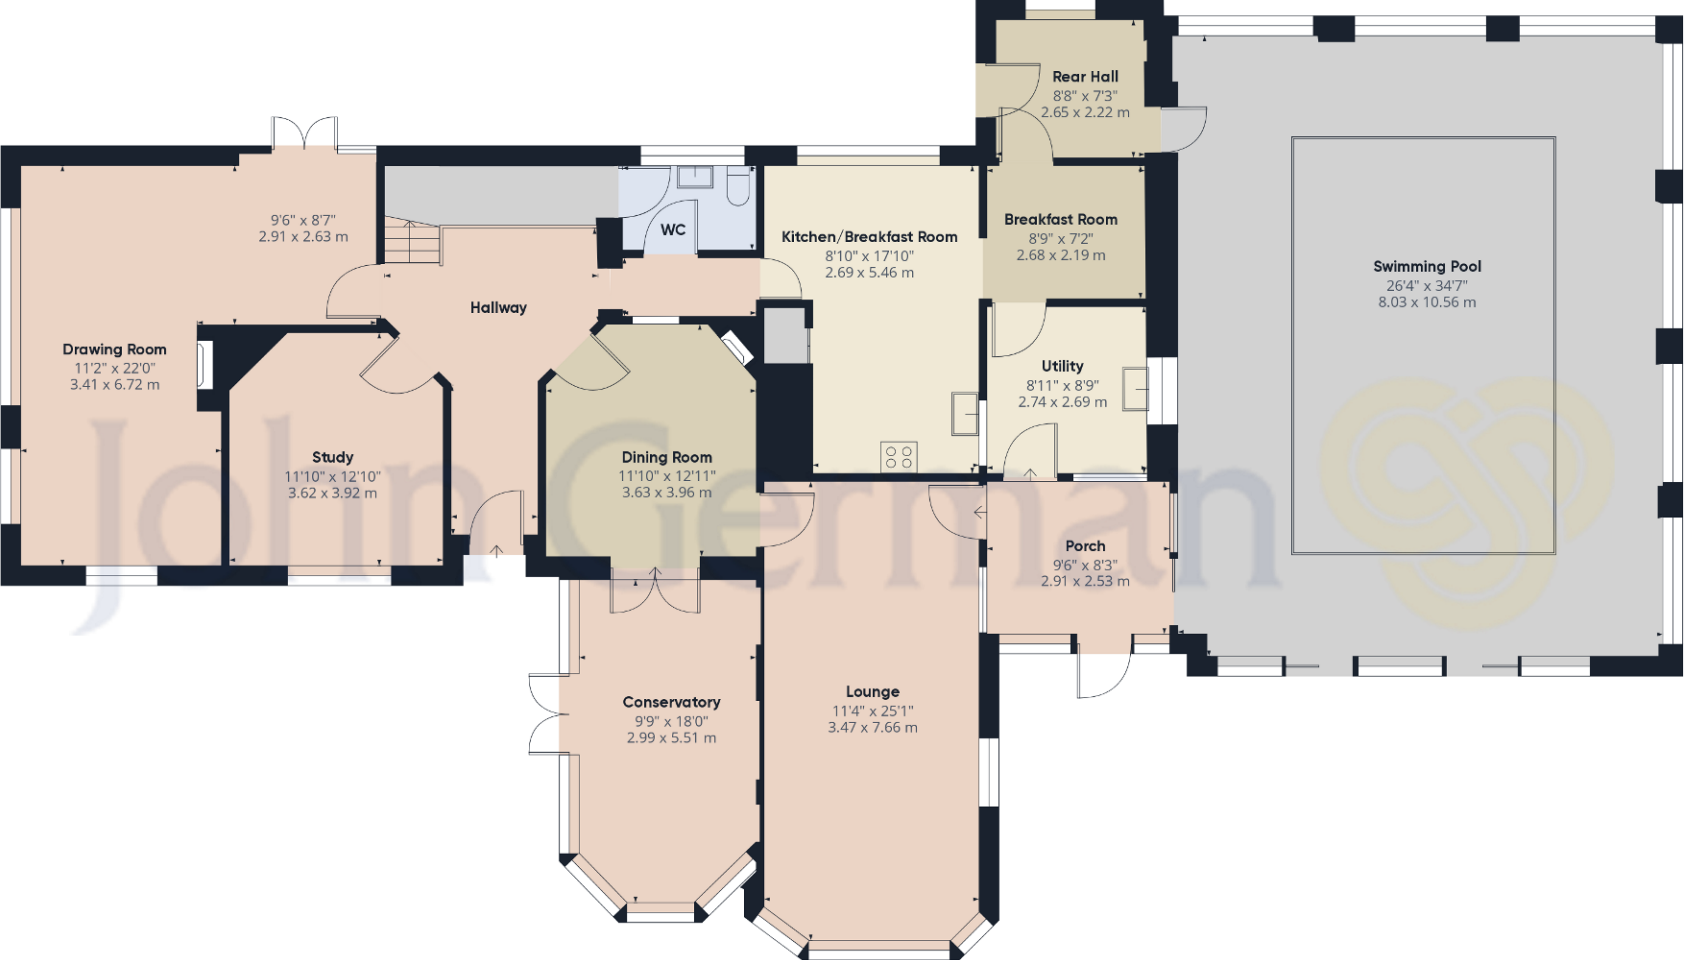 Rear Hall
8'8" x 7'3"
2.65 x 2.22 m
9'6" x 8'7"
2.91 x 2.63 m
WC
Kitchen/Breakfast Room
8'10" x 17'10"
2.69 x 5.46 m
Breakfast Room
8'9" x 7'2"
2.68 x 2.19 m
Swimming Pool
26'4" x 34'7"
8.03 x 10.56 m
Hallway
Drawing Room
11'2" x 22'0"
3.41 x 6.72 m
Utility
8'11" x 8'9"
2.74 x 2.69 m
Study
11'10" x 12'10"
3.62 x 3.92 m
Dining Room
11'10" x 12'11"
3.63 x 3.96 m
John German
Porch
9'6" x 8'3"
2.91 x 2.53 m
Conservatory
9'9" x 18'0"
2.99 x 5.51 m
Lounge
11'4" x 25'1"
3.47 x 7.66 m